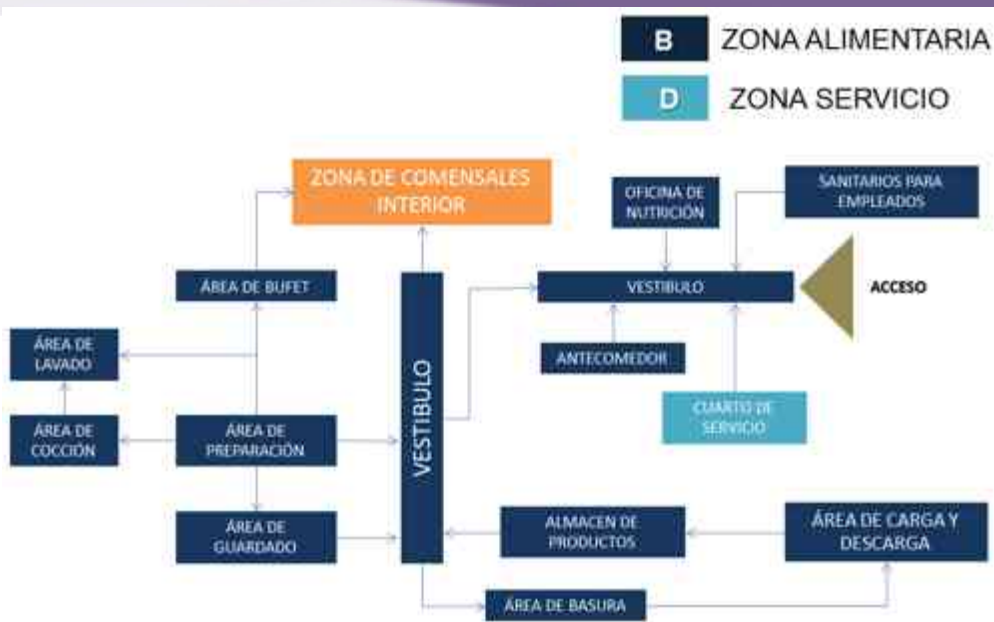 B ZONA ALIMENTARIA
D ZONA SERVICIO
ZONA DE COMENSALES
INTERIOR
OFICINA DE
NUTRICIÓN
SANITARIOS PARA
EMPLEADOS
ÁREA DE BUFET
VESTIBULO
ACCESO
ÁREA DE
LAVADO
ANTECOMEDOR
VESTIBULO
CUARTO DE
SERVICIO
ÁREA DE
COCCIÓN
ÁREA DE
PREPARACIÓN
ÁREA DE
GUARDADO
ALMACEN DE
PRODUCTOS
ÁREA DE CARGA Y
DESCARGA
ÁREA DE BASURA